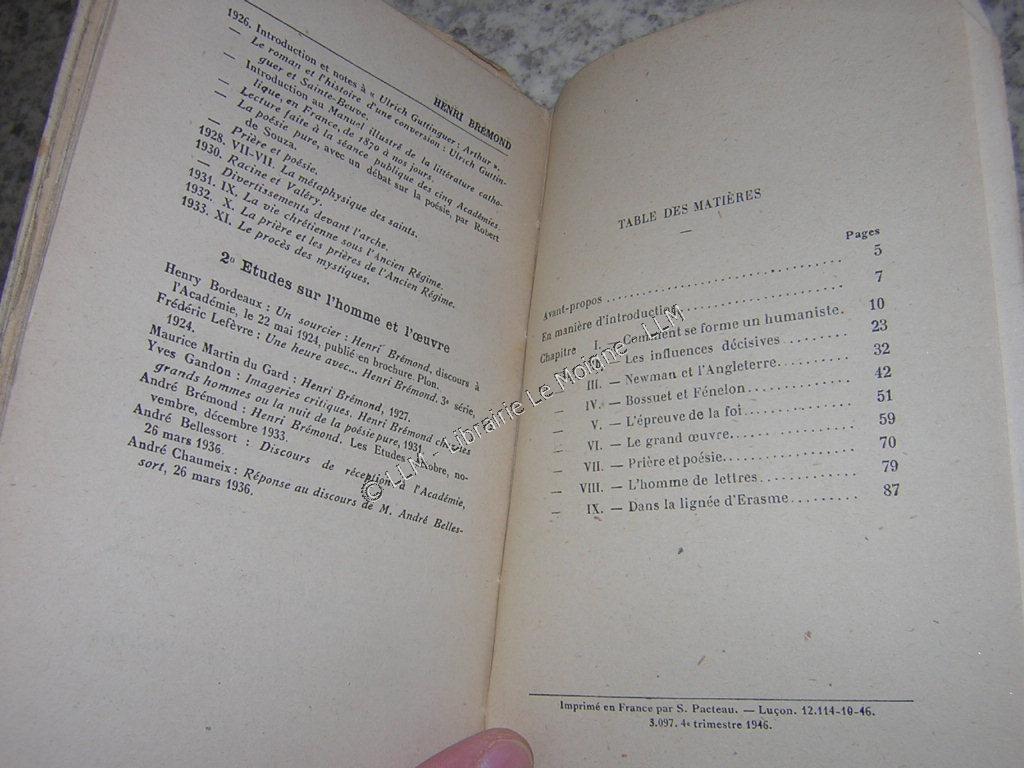 HENRI BRÉMOND
1926. Introduction et notes à « Ulrich Guttinguer : Arthur ».
— Le roman et l'histoire d'une conversion : Ulrich Guttin-
guer et Sainte-Beuve.
— Introduction au Manuel illustré de la littérature catho-
lique, en France, de 1870 à nos jours.
— Lecture faite à la séance publique des cinq Académies.
La poésie pure, avec un débat sur la poésie, par Robert
de Souza.
— Prière et poésie.
1928. VII-VII. La métaphysique des saints.
1930. Racine et Valéry.
— Divertissements devant l'arche.
1931. IX. La vie chrétienne sous l'Ancien Régime.
1932. X. La prière et les prières de l'Ancien Régime.
1933. XI. Le procès des mystiques.
2o Etudes sur l'homme et l'œuvre
Henry Bordeaux : Un sourcier : Henri Brémond, discours à
l'Académie, le 22 mai 1924, publié en brochure. Plon.
Frédéric Lefèvre : Une heure avec... Henri Brémond. 3e série,
1924.
Maurice Martin du Gard : Henri Brémond, 1927.
Yves Gandon : Imageries critiques. Henri Brémond chez les
grands hommes ou la nuit de la poésie pure, 1931.
André Brémond : Henri Brémond. Les Etudes, octobre, no-
vembre, décembre 1933.
André Bellessort : Discours de réception à l'Académie,
26 mars 1936.
André Chaumeix : Réponse au discours de M. André Belles-
sort, 26 mars 1936.
TABLE DES MATIÈRES
Pages
Avant-propos 5
En manière d'introduction 7
Chapitre I. — Comment se forme un humaniste. 10
— II. — Les influences décisives 23
— III. — Newman et l'Angleterre 32
— IV. — Bossuet et Fénelon 42
— V. — L'épreuve de la foi 51
— VI. — Le grand œuvre. 59
— VII. — Prière et poésie 70
— VIII. — L'homme de lettres 79
— IX. — Dans la lignée d'Erasme 87
Imprimé en France par S. Pacteau. — Luçon. 12.114-10-46.
3.097. 4e trimestre 1946.
© LLM - Librairie Le Moigne - LLM